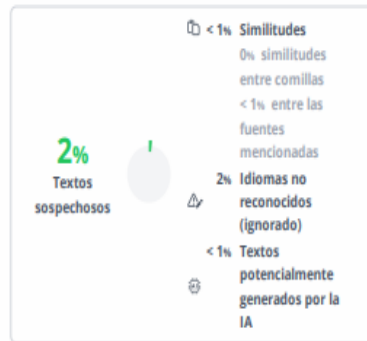 2%
Textos
sospechosos
< 1% Similitudes
0% similitudes
entre comillas
< 1% entre las
fuentes
mencionadas
2% Idiomas no
reconocidos
(ignorado)
< 1% Textos
potencialmente
generados por la
IA